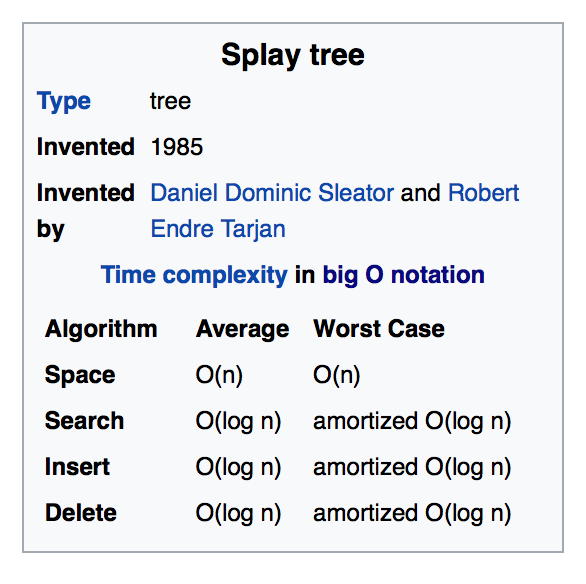 Splay tree
Type tree
Invented 1985
Invented by Daniel Dominic Sleator and Robert Endre Tarjan
Time complexity in big O notation
Algorithm Average Worst Case
Space O(n) O(n)
Search O(log n) amortized O(log n)
Insert O(log n) amortized O(log n)
Delete O(log n) amortized O(log n)